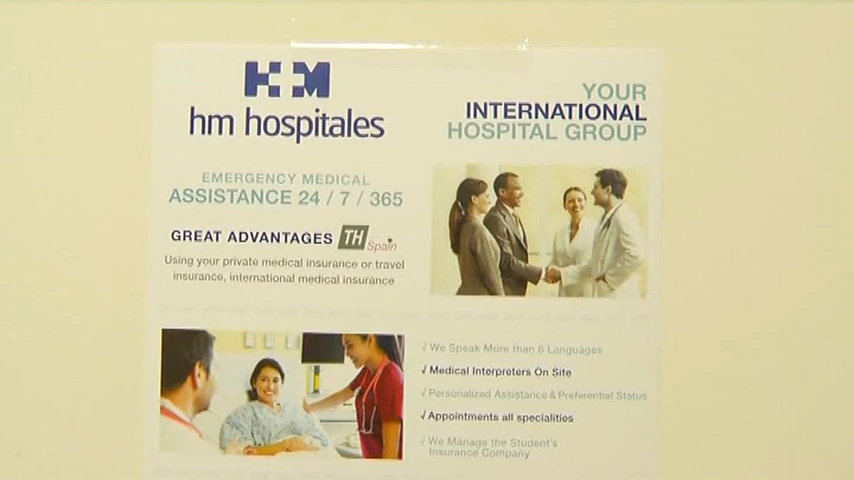 HM
hm hospitales
YOUR
INTERNATIONAL
HOSPITAL GROUP
EMERGENCY MEDICAL
ASSISTANCE 24 / 7 / 365
GREAT ADVANTAGES TH Spain
Using your private medical insurance or travel
insurance, international medical insurance
√ We Speak More than 6 Languages
√ Medical Interpreters On Site
√ Personalized Assistance & Preferential Status
√ Appointments all specialities
√ We Manage the Student's
Insurance Company